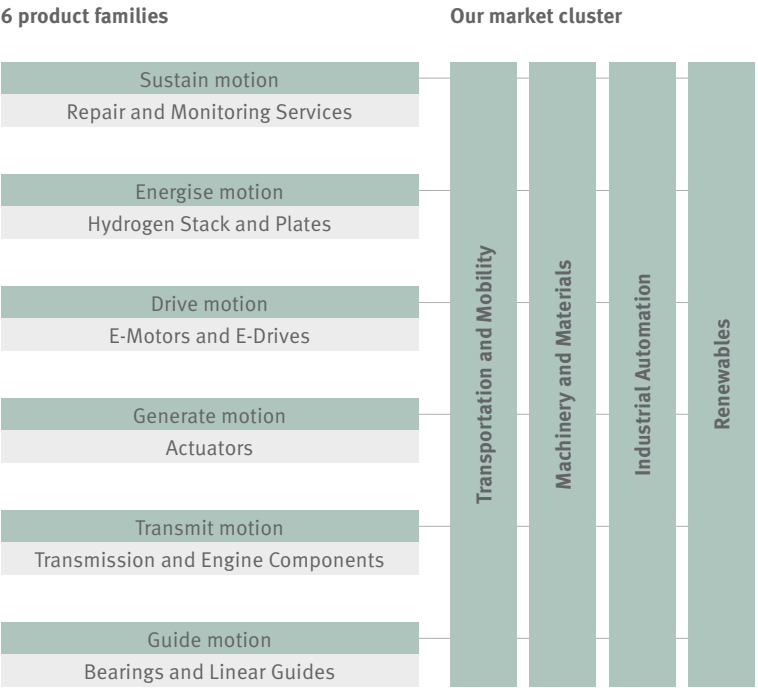 6 product families
Our market cluster
Sustain motion
Repair and Monitoring Services
Energise motion
Hydrogen Stack and Plates
Drive motion
E-Motors and E-Drives
Generate motion
Actuators
Transmit motion
Transmission and Engine Components
Guide motion
Bearings and Linear Guides
Transportation and Mobility
Machinery and Materials
Industrial Automation
Renewables